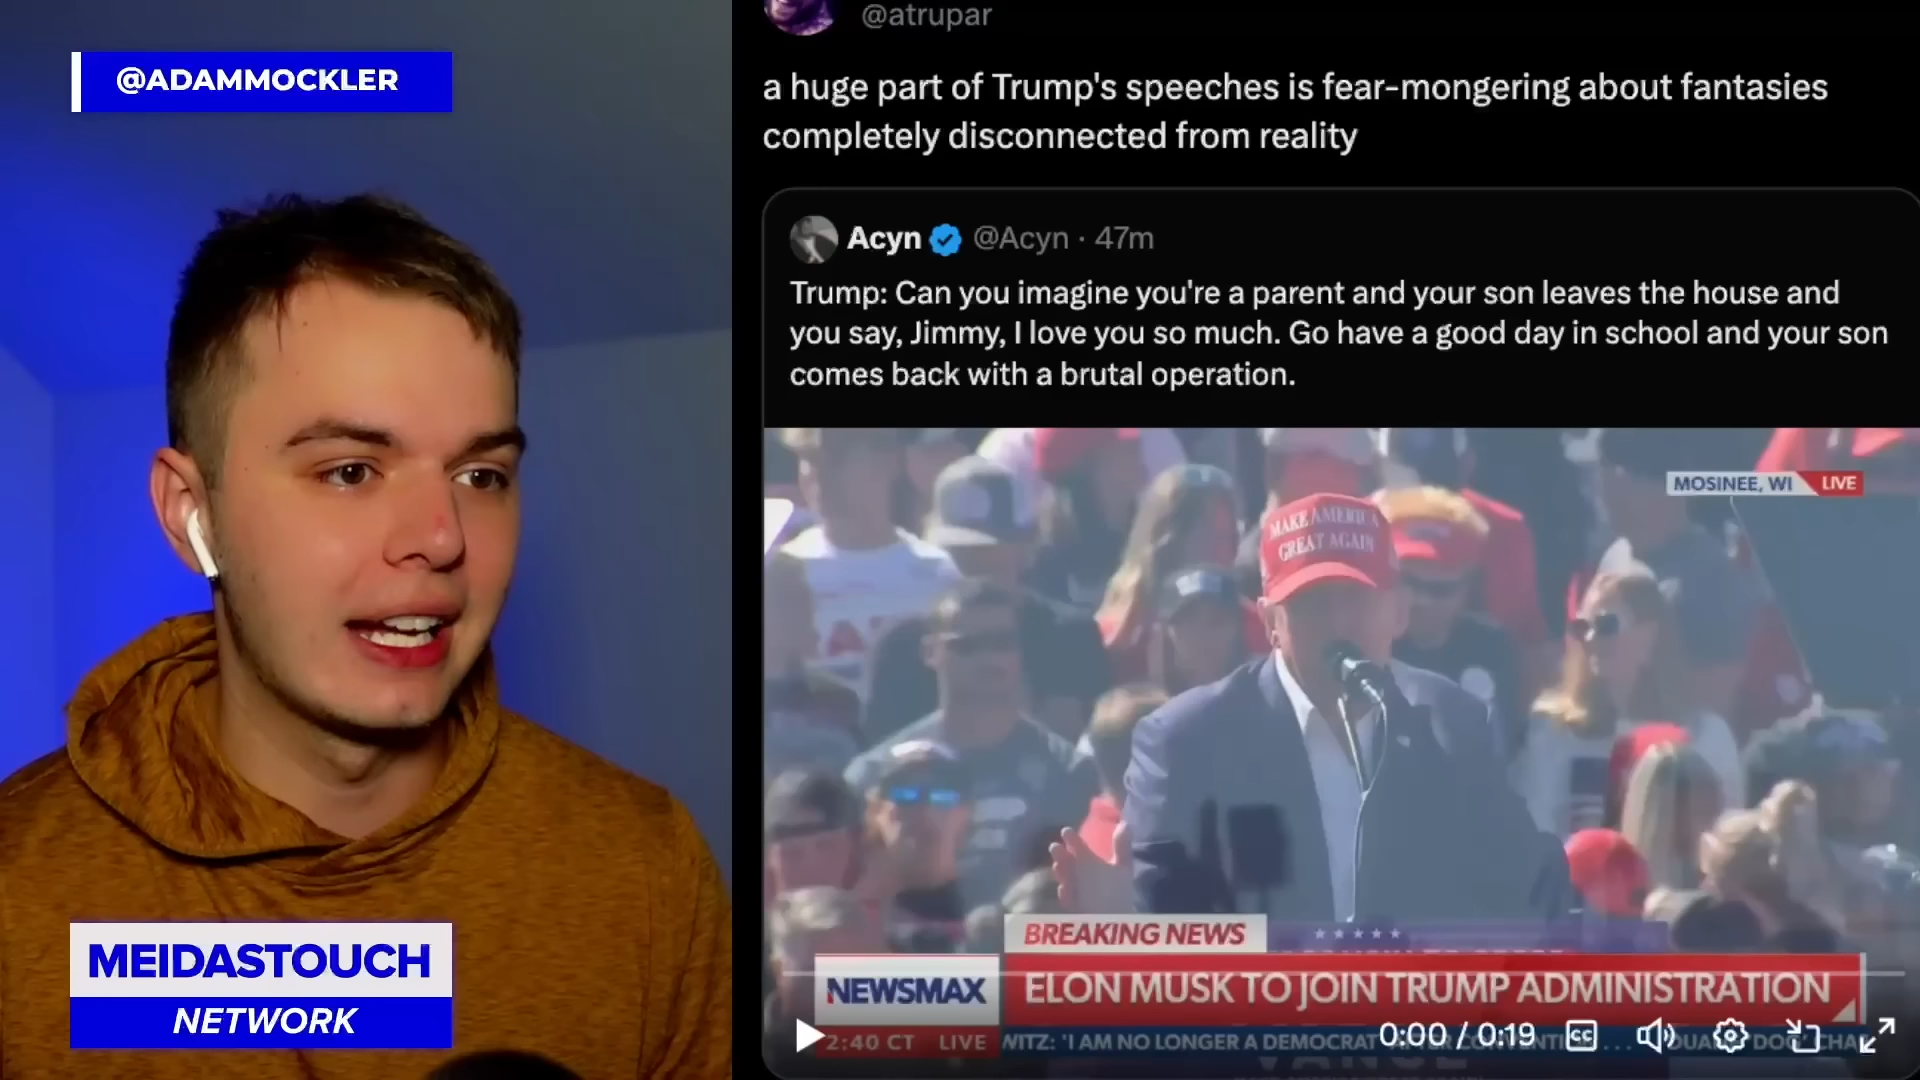 @ADAMMOCKLER
@atrupar
a huge part of Trump's speeches is fear-mongering about fantasies
completely disconnected from reality
Acyn @Acyn · 47m
Trump: Can you imagine you're a parent and your son leaves the house and
you say, Jimmy, I love you so much. Go have a good day in school and your son
comes back with a brutal operation.
MOSINEE, WI LIVE
MAKE AMERICA
GREAT AGAIN
BREAKING NEWS
NEWSMAX ELON MUSK TO JOIN TRUMP ADMINISTRATION
0:00 / 0:19 CC
2:40 CT LIVE WITZ: 'I AM NO LONGER A DEMOCRAT' AFTER
MEIDASTOUCH
NETWORK